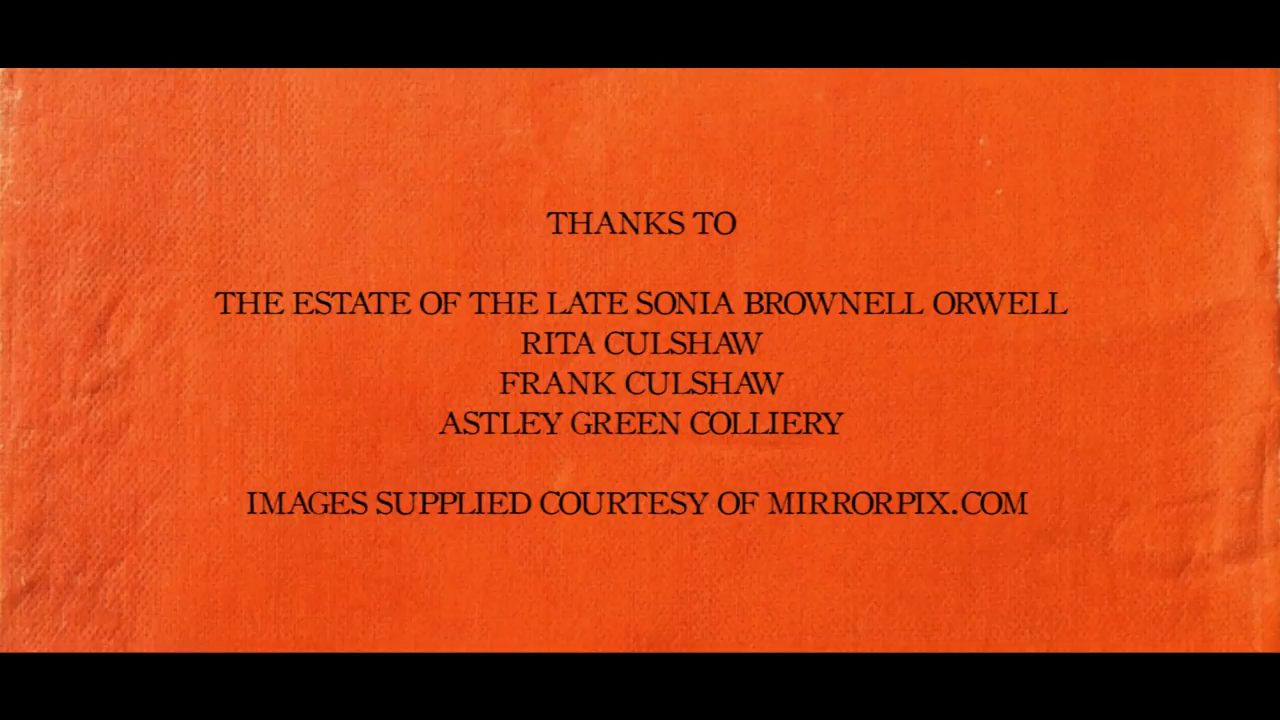 THANKS TO
THE ESTATE OF THE LATE SONIA BROWNELL ORWELL
RITA CULSHAW
FRANK CULSHAW
ASTLEY GREEN COLLIERY
IMAGES SUPPLIED COURTESY OF MIRRORPIX.COM